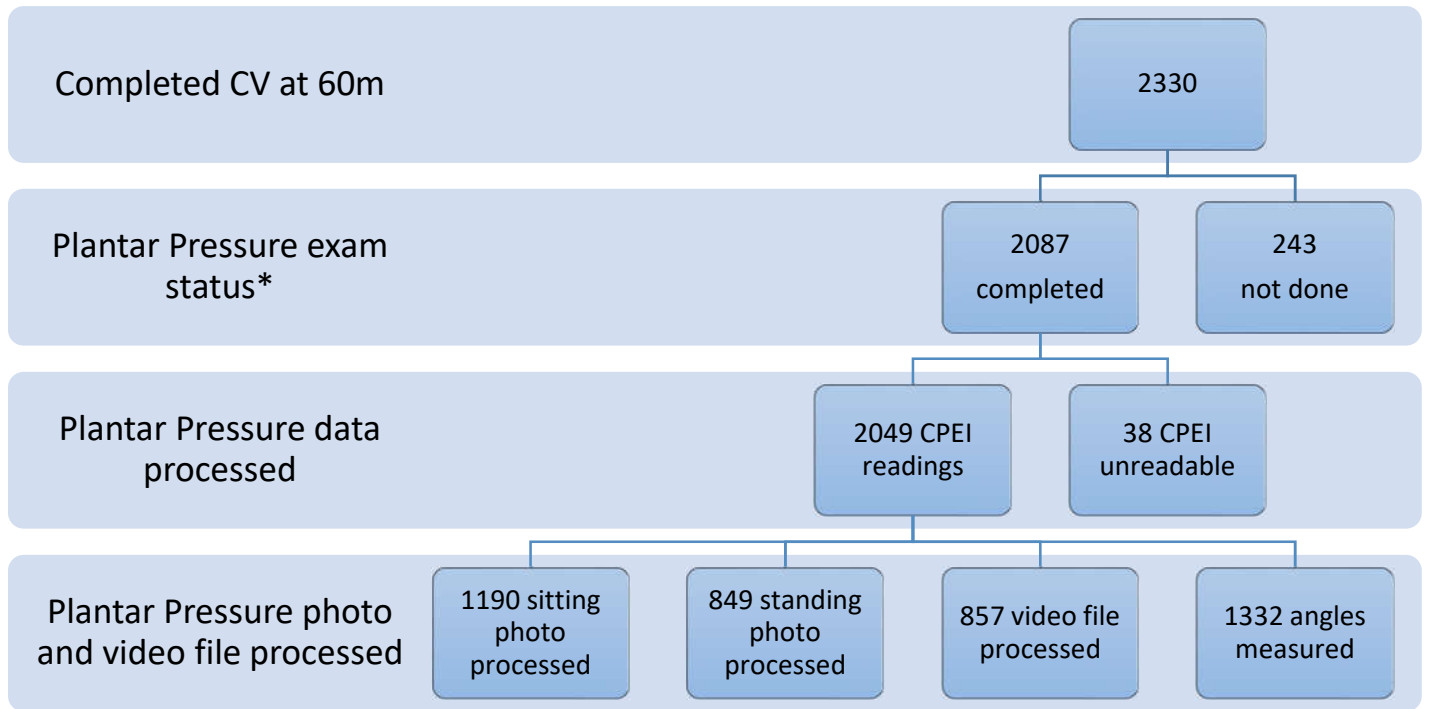 Completed CV at 60m
2330
Plantar Pressure exam
status*
2087
completed
243
not done
Plantar Pressure data
processed
2049 CPEI
readings
38 CPEI
unreadable
Plantar Pressure photo
and video file processed
1190 sitting
photo
processed
849 standing
photo
processed
857 video file
processed
1332 angles
measured